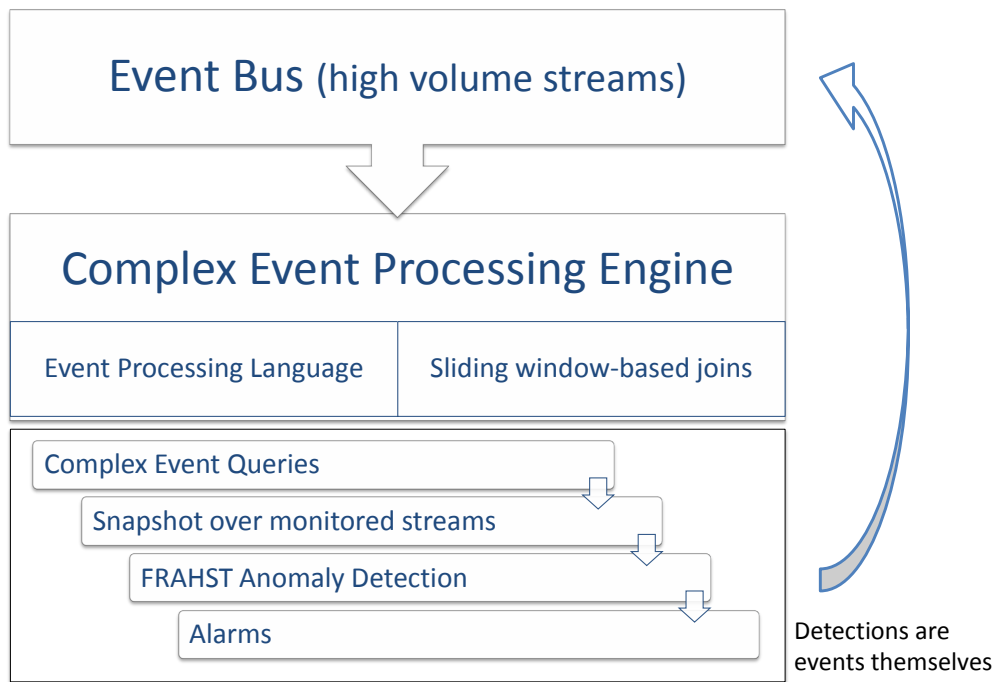 Event Bus (high volume streams)
Complex Event Processing Engine
Event Processing Language
Sliding window-based joins
Complex Event Queries
Snapshot over monitored streams
FRAHST Anomaly Detection
Alarms
Detections are
events themselves